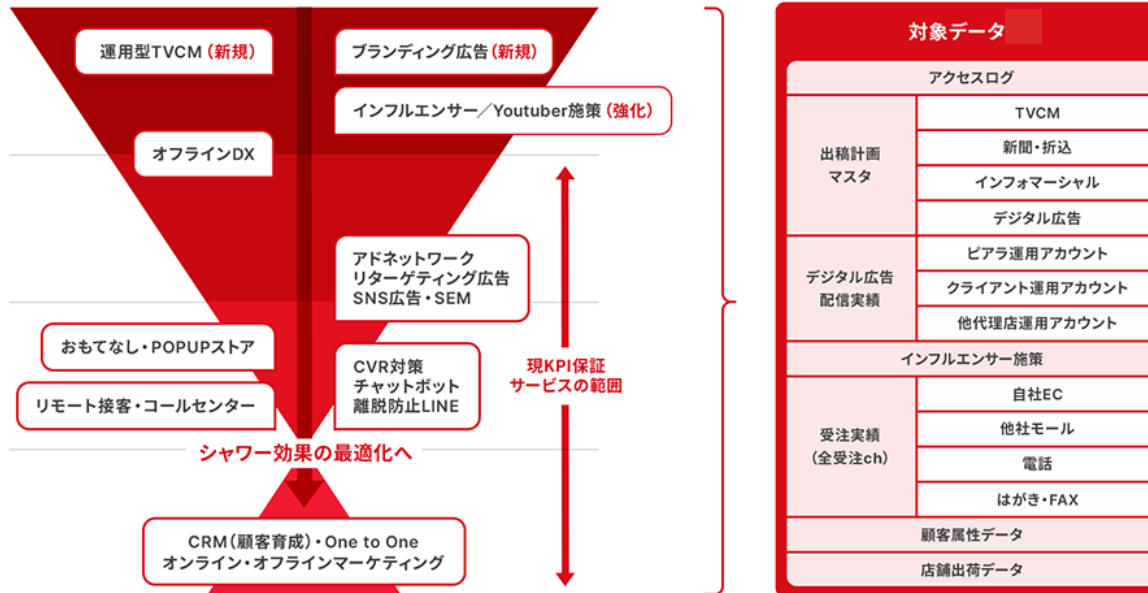 運用型TVCM(新規)
ブランディング広告(新規)
インフルエンサー／Youtuber施策(強化)
オフラインDX
アドネットワーク
リターゲティング広告
SNS広告・SEM
おもてなし・POPUPストア
リモート接客・コールセンター
CVR対策
チャットボット
離脱防止LINE
現KPI保証
サービスの範囲
シャワー効果の最適化へ
CRM(顧客育成)・One to One
オンライン・オフラインマーケティング
対象データ
アクセスログ
出稿計画
マスタ
TVCM
新聞・折込
インフォマーシャル
デジタル広告
デジタル広告
配信実績
ピアラ運用アカウント
クライアント運用アカウント
他代理店運用アカウント
インフルエンサー施策
受注実績
(全受注ch)
自社EC
他社モール
電話
はがき・FAX
顧客属性データ
店舗出荷データ